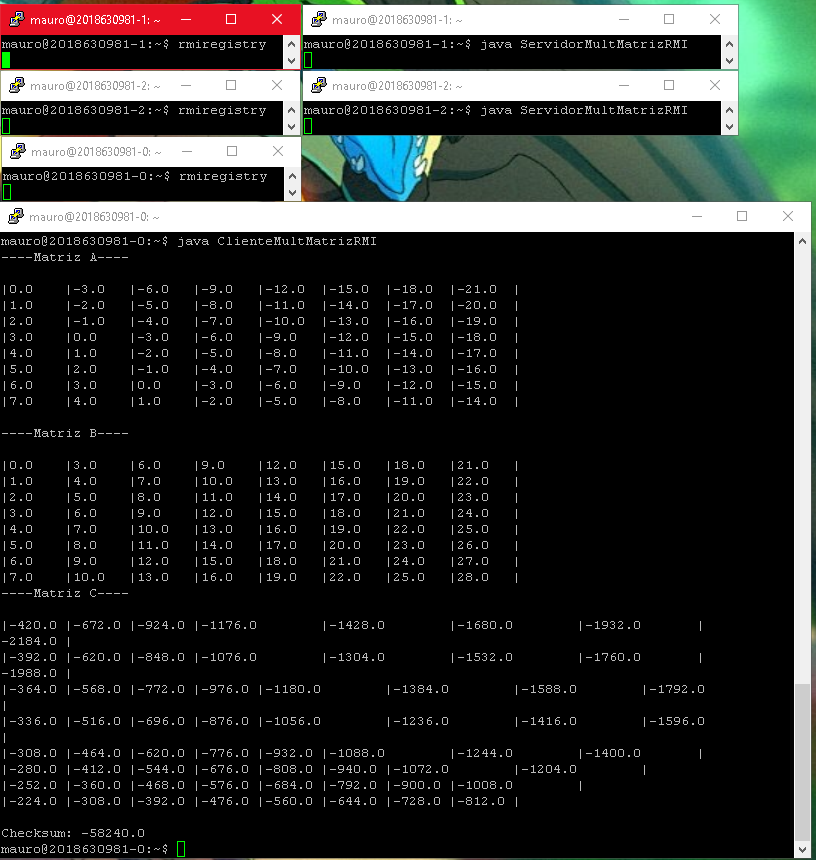 mauro@2018630981-1: ~
mauro@2018630981-1:~$ rmiregistry
mauro@2018630981-1: ~
mauro@2018630981-1:~$ java ServidorMultMatrizRMI
mauro@2018630981-2: ~
mauro@2018630981-2:~$ rmiregistry
mauro@2018630981-2: ~
mauro@2018630981-2:~$ java ServidorMultMatrizRMI
mauro@2018630981-0: ~
mauro@2018630981-0:~$ rmiregistry
mauro@2018630981-0: ~
mauro@2018630981-0:~$ java ClienteMultMatrizRMI
----Matriz A----
|0.0 |-3.0 |-6.0 |-9.0 |-12.0 |-15.0 |-18.0 |-21.0 |
|1.0 |-2.0 |-5.0 |-8.0 |-11.0 |-14.0 |-17.0 |-20.0 |
|2.0 |-1.0 |-4.0 |-7.0 |-10.0 |-13.0 |-16.0 |-19.0 |
|3.0 |0.0 |-3.0 |-6.0 |-9.0 |-12.0 |-15.0 |-18.0 |
|4.0 |1.0 |-2.0 |-5.0 |-8.0 |-11.0 |-14.0 |-17.0 |
|5.0 |2.0 |-1.0 |-4.0 |-7.0 |-10.0 |-13.0 |-16.0 |
|6.0 |3.0 |0.0 |-3.0 |-6.0 |-9.0 |-12.0 |-15.0 |
|7.0 |4.0 |1.0 |-2.0 |-5.0 |-8.0 |-11.0 |-14.0 |
----Matriz B----
|0.0 |3.0 |6.0 |9.0 |12.0 |15.0 |18.0 |21.0 |
|1.0 |4.0 |7.0 |10.0 |13.0 |16.0 |19.0 |22.0 |
|2.0 |5.0 |8.0 |11.0 |14.0 |17.0 |20.0 |23.0 |
|3.0 |6.0 |9.0 |12.0 |15.0 |18.0 |21.0 |24.0 |
|4.0 |7.0 |10.0 |13.0 |16.0 |19.0 |22.0 |25.0 |
|5.0 |8.0 |11.0 |14.0 |17.0 |20.0 |23.0 |26.0 |
|6.0 |9.0 |12.0 |15.0 |18.0 |21.0 |24.0 |27.0 |
|7.0 |10.0 |13.0 |16.0 |19.0 |22.0 |25.0 |28.0 |
----Matriz C----
|-420.0 |-672.0 |-924.0 |-1176.0 |-1428.0 |-1680.0 |-1932.0 |
-2184.0 |
|-392.0 |-620.0 |-848.0 |-1076.0 |-1304.0 |-1532.0 |-1760.0 |
-1988.0 |
|-364.0 |-568.0 |-772.0 |-976.0 |-1180.0 |-1384.0 |-1588.0 |-1792.0
|
|-336.0 |-516.0 |-696.0 |-876.0 |-1056.0 |-1236.0 |-1416.0 |-1596.0
|
|-308.0 |-464.0 |-620.0 |-776.0 |-932.0 |-1088.0 |-1244.0 |-1400.0 |
|-280.0 |-412.0 |-544.0 |-676.0 |-808.0 |-940.0 |-1072.0 |-1204.0 |
|-252.0 |-360.0 |-468.0 |-576.0 |-684.0 |-792.0 |-900.0 |-1008.0 |
|-224.0 |-308.0 |-392.0 |-476.0 |-560.0 |-644.0 |-728.0 |-812.0 |
Checksum: -58240.0
mauro@2018630981-0:~$